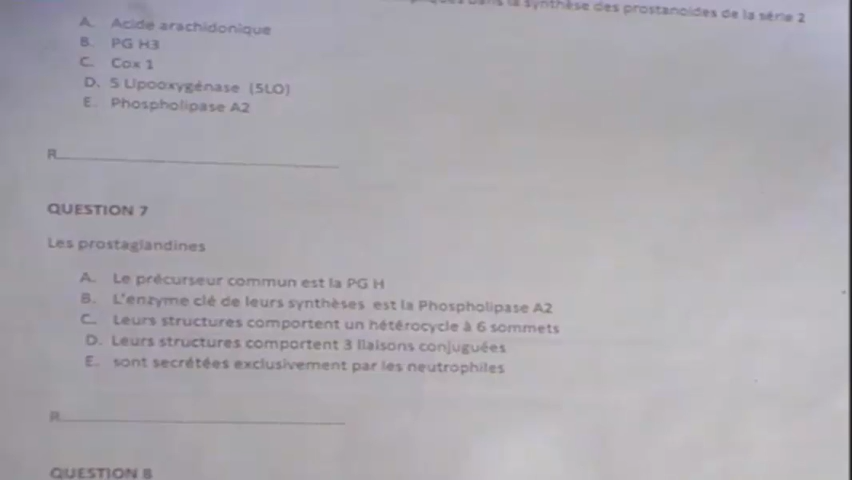 la synthèse des prostanoïdes de la série 2
A. Acide arachidonique
B. PG H3
C. Cox 1
D. 5 Lipooxygénase (5LO)
E. Phospholipase A2
R
QUESTION 7
Les prostaglandines
A. Le précurseur commun est la PG H
B. L'enzyme clé de leurs synthèses est la Phospholipase A2
C. Leurs structures comportent un hétérocycle à 6 sommets
D. Leurs structures comportent 3 liaisons conjuguées
E. sont secrétées exclusivement par les neutrophiles
R
QUESTION 8